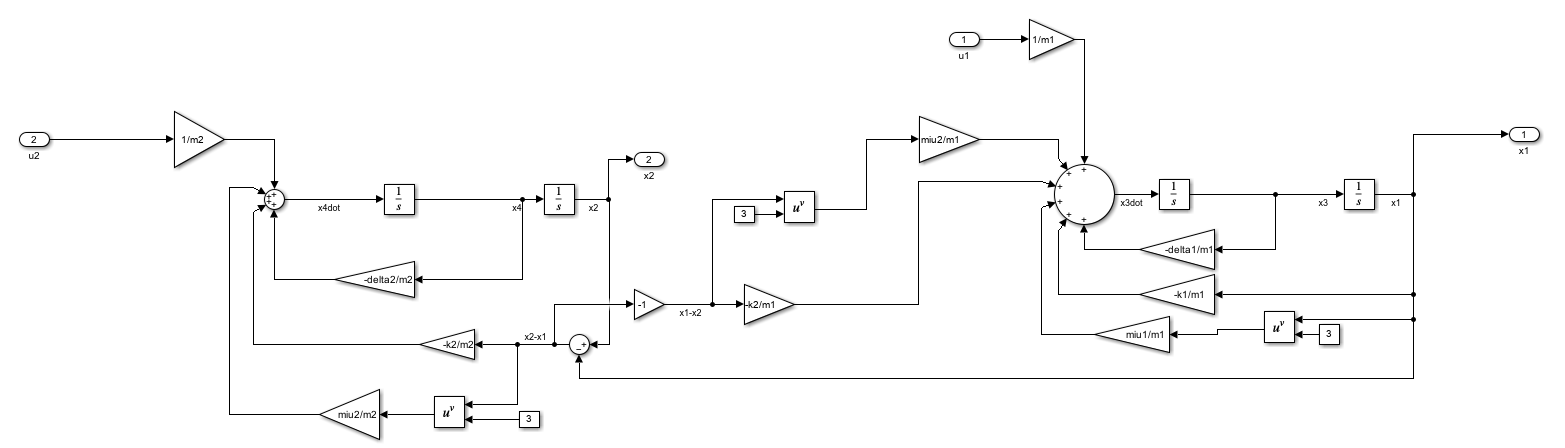 1
u1
1/m1
2
u2
1/m2
1
x1
miu2/m1
2
x2
+
+
+
+
x4dot
1
s
x4
1
s
x2
3
u^v
+
+
+
+
+
+
x3dot
1
s
x3
1
s
x1
-delta2/m2
-delta1/m1
-1
x1-x2
-k2/m1
-k1/m1
-k2/m2
x2-x1
−
+
miu1/m1
u^v
3
miu2/m2
u^v
3